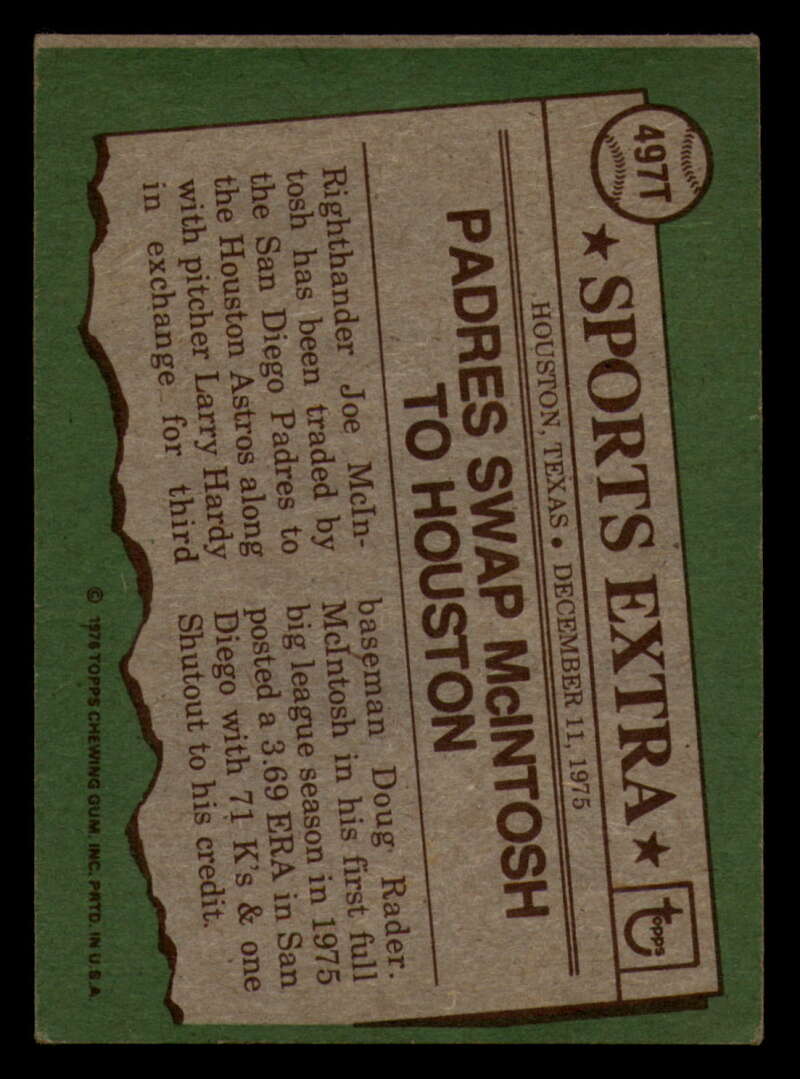 497T
★ SPORTS EXTRA ★
topps
HOUSTON, TEXAS • DECEMBER 11, 1975
PADRES SWAP McINTOSH
TO HOUSTON
Righthander Joe McIn-
tosh has been traded by
the San Diego Padres to
the Houston Astros along
with pitcher Larry Hardy
in exchange for third
baseman Doug Rader.
McIntosh in his first full
big league season in 1975
posted a 3.69 ERA in San
Diego with 71 K's & one
Shutout to his credit.
© 1976 TOPPS CHEWING GUM, INC. PRTD. IN U.S.A.